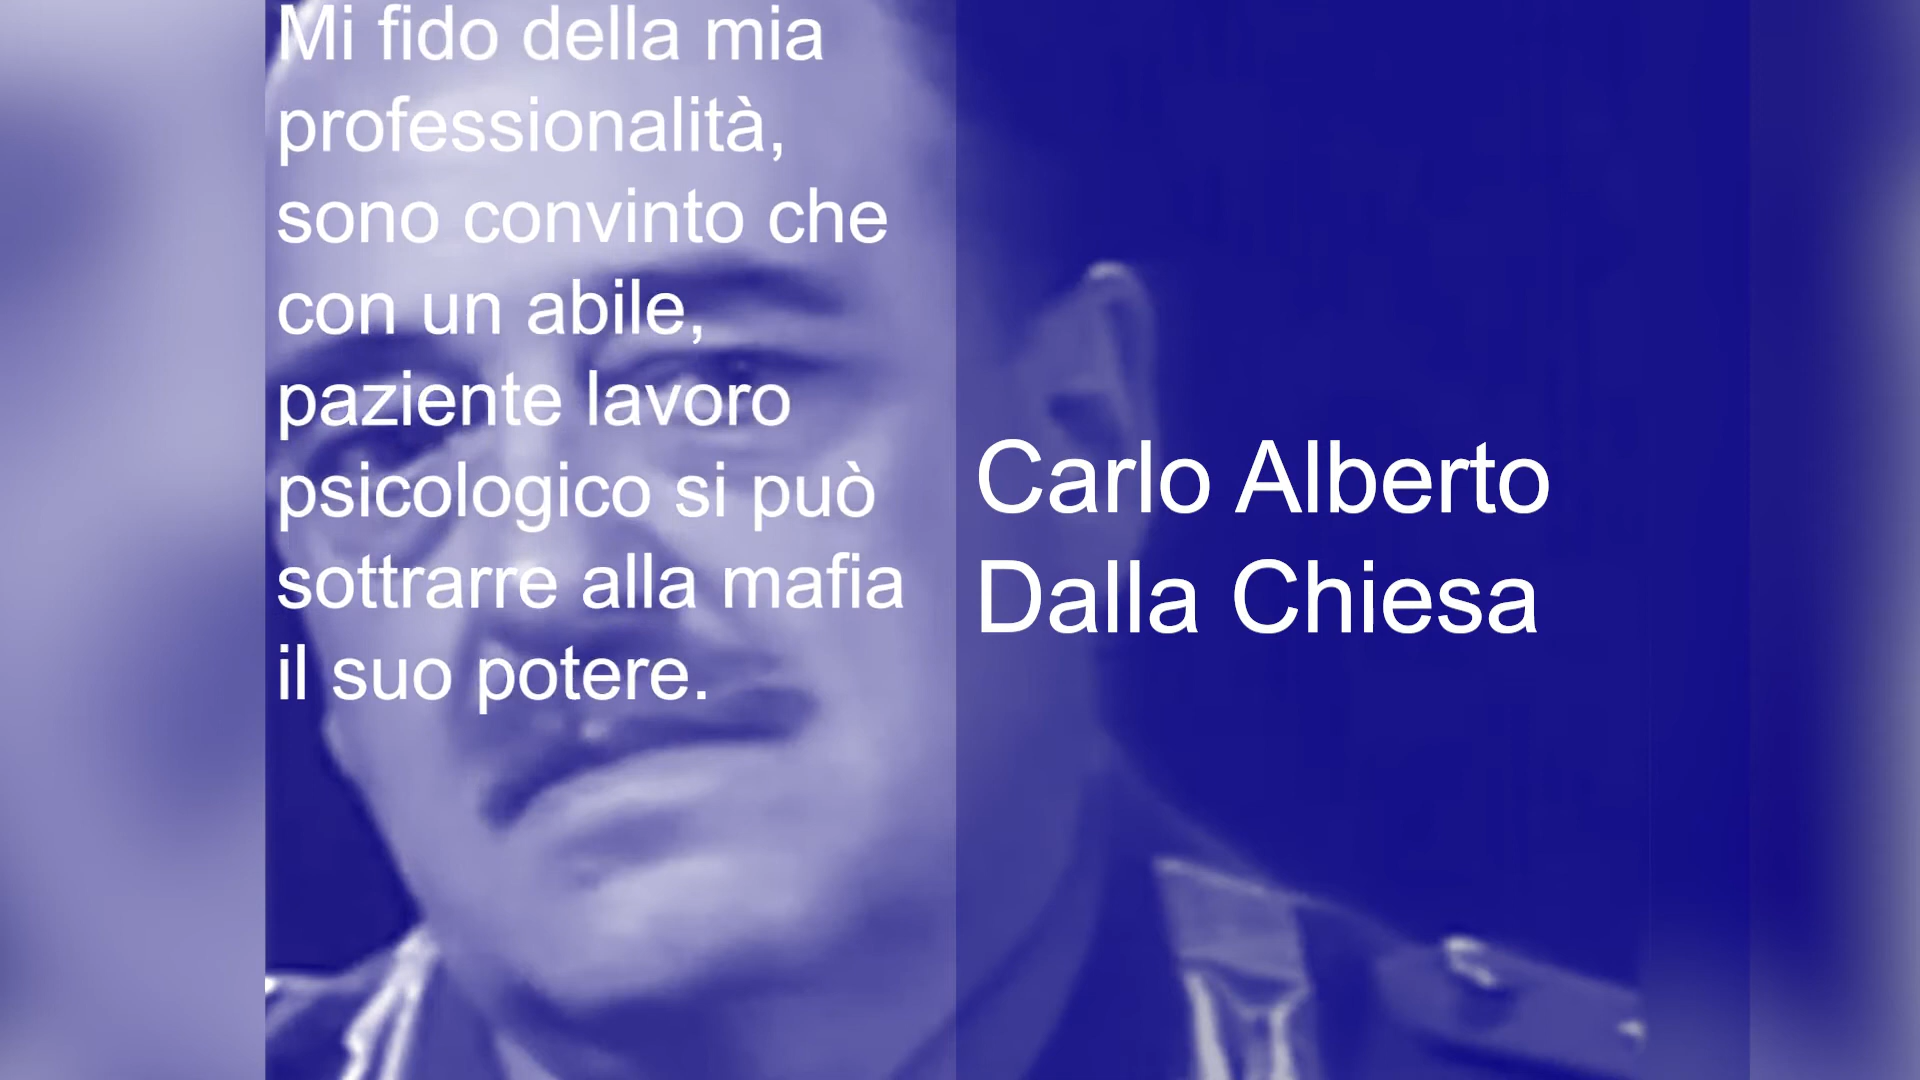 Mi fido della mia
professionalità,
sono convinto che
con un abile,
paziente lavoro
psicologico si può
sottrarre alla mafia
il suo potere.
Carlo Alberto
Dalla Chiesa